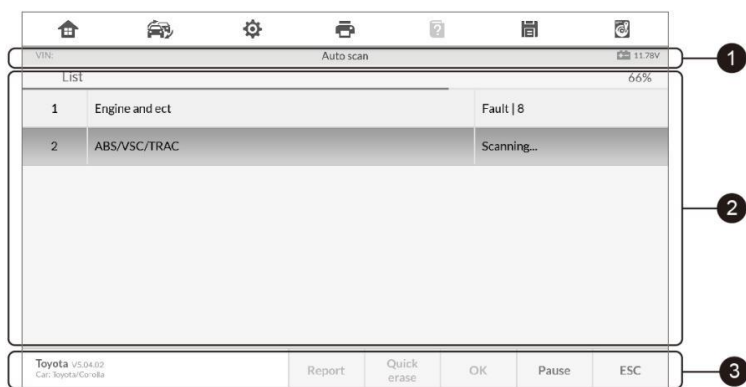 VIN:
Auto scan
11.78V
1
List
66%
1 Engine and ect Fault | 8
2 ABS/VSC/TRAC Scanning...
2
Toyota V5.04.02
Car: Toyota/Corolla
Report
Quick
erase
OK
Pause
ESC
3